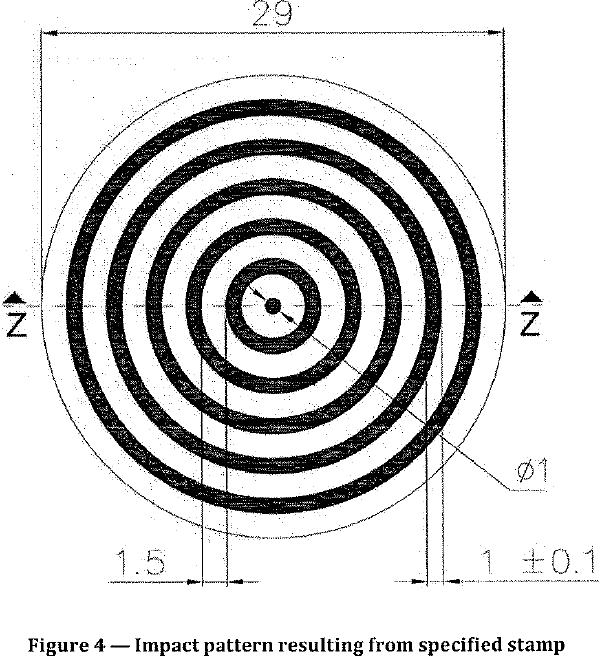 29
Z Z
ø1
1.5 1 ±0.1
Figure 4 — Impact pattern resulting from specified stamp